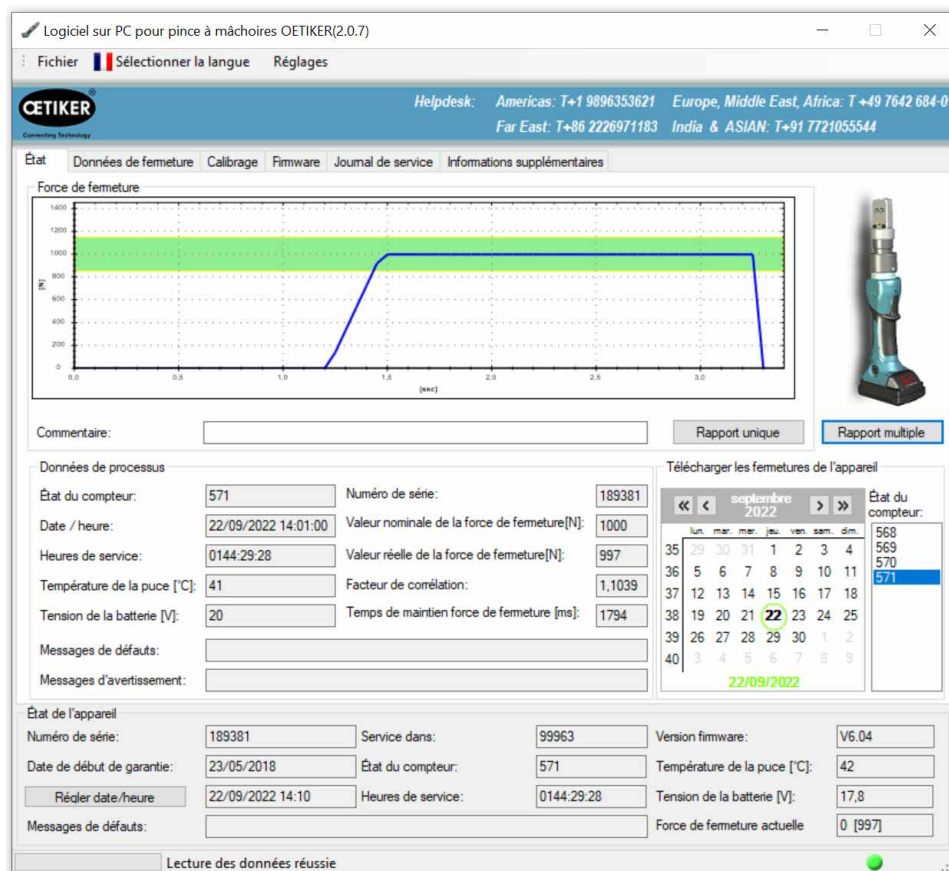 Logiciel sur PC pour pince à mâchoires OETIKER(2.0.7)
Fichier Sélectionner la langue Réglages
ŒTIKER®
Connecting Technology
Helpdesk: Americas: T+1 9896353621 Europe, Middle East, Africa: T +49 7642 684-0
Far East: T+86 2226971183 India & ASIAN: T+91 7721055544
État Données de fermeture Calibrage Firmware Journal de service Informations supplémentaires
Force de fermeture
1400
1200
1000
800
[N]
600
400
200
0
0,0 0,5 1,0 1,5 2,0 2,5 3,0
[sec]
Commentaire: Rapport unique Rapport multiple
Données de processus
État du compteur: 571 Numéro de série: 189381
Date / heure: 22/09/2022 14:01:00 Valeur nominale de la force de fermeture[N]: 1000
Heures de service: 0144:29:28 Valeur réelle de la force de fermeture[N]: 997
Température de la puce [°C]: 41 Facteur de corrélation: 1,1039
Tension de la batterie [V]: 20 Temps de maintien force de fermeture [ms]: 1794
Messages de défauts:
Messages d'avertissement:
Télécharger les fermetures de l'appareil
« < septembre 2022 > »
lun. mar. mer. jeu. ven. sam. dim.
35 29 30 31 1 2 3 4
36 5 6 7 8 9 10 11
37 12 13 14 15 16 17 18
38 19 20 21 22 23 24 25
39 26 27 28 29 30 1 2
40 3 4 5 6 7 8 9
22/09/2022
État du
compteur:
568
569
570
571
État de l'appareil
Numéro de série: 189381 Service dans: 99963 Version firmware: V6.04
Date de début de garantie: 23/05/2018 État du compteur: 571 Température de la puce [°C]: 42
Régler date/heure 22/09/2022 14:10 Heures de service: 0144:29:28 Tension de la batterie [V]: 17,8
Messages de défauts: Force de fermeture actuelle 0 [997]
Lecture des données réussie